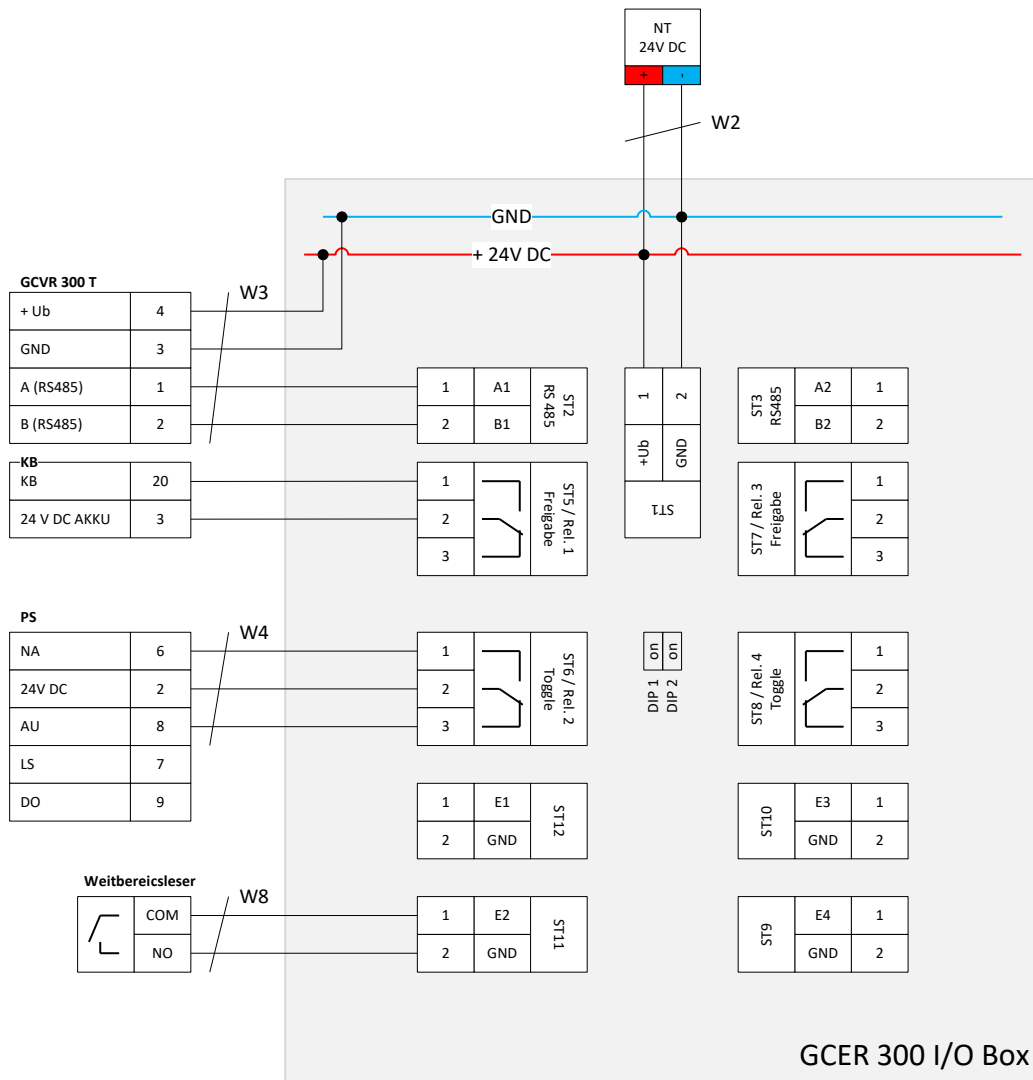 NT
24V DC
+ -
W2
GND
+ 24V DC
GCVR 300 T
W3
+ Ub 4
GND 3
A (RS485) 1
B (RS485) 2
1 A1
2 B1
ST2
RS 485
1 2
+Ub GND
ST1
ST3
RS485
A2 1
B2 2
KB
KB 20
24 V DC AKKU 3
1
2
3
ST5 / Rel. 1
Freigabe
ST7 / Rel. 3
Freigabe
1
2
3
PS
W4
NA 6
24V DC 2
AU 8
LS 7
DO 9
1
2
3
ST6 / Rel. 2
Toggle
on on
DIP 1
DIP 2
ST8 / Rel. 4
Toggle
1
2
3
1 E1
2 GND
ST12
ST10
E3 1
GND 2
Weitbereicsleser
W8
COM
NO
1 E2
2 GND
ST11
ST9
E4 1
GND 2
GCER 300 I/O Box